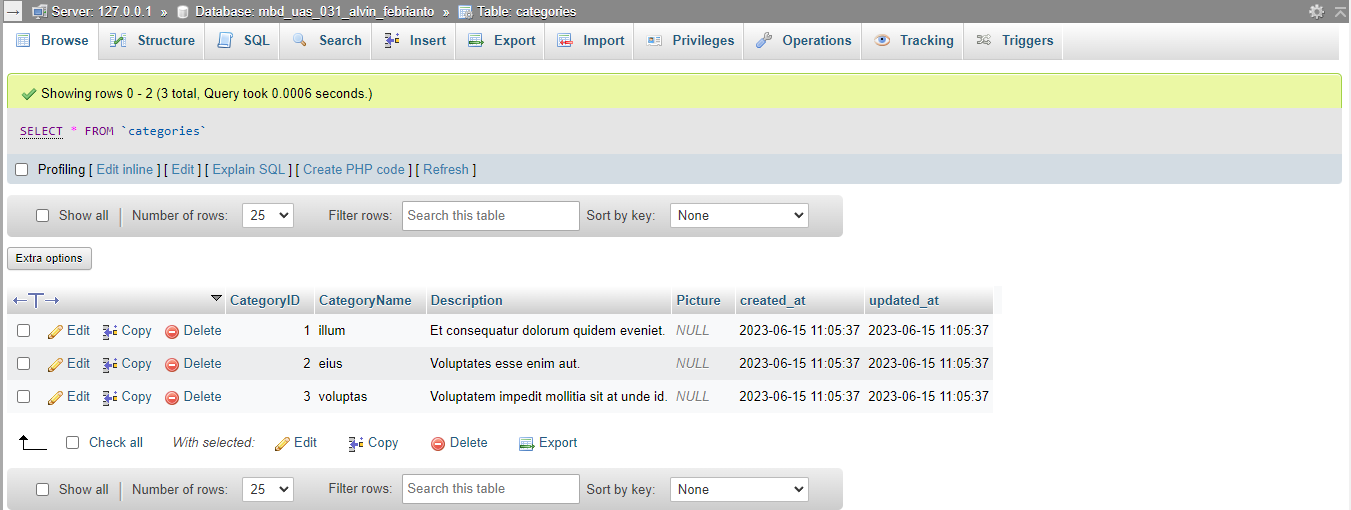 Server: 127.0.0.1 » Database: mbd_uas_031_alvin_febrianto » Table: categories
Browse Structure SQL Search Insert Export Import Privileges Operations Tracking Triggers
Showing rows 0 - 2 (3 total, Query took 0.0006 seconds.)
SELECT * FROM `categories`
Profiling [ Edit inline ] [ Edit ] [ Explain SQL ] [ Create PHP code ] [ Refresh ]
Show all Number of rows: 25 Filter rows: Search this table Sort by key: None
Extra options
CategoryID CategoryName Description Picture created_at updated_at
Edit Copy Delete 1 illum Et consequatur dolorum quidem eveniet. NULL 2023-06-15 11:05:37 2023-06-15 11:05:37
Edit Copy Delete 2 eius Voluptates esse enim aut. NULL 2023-06-15 11:05:37 2023-06-15 11:05:37
Edit Copy Delete 3 voluptas Voluptatem impedit mollitia sit at unde id. NULL 2023-06-15 11:05:37 2023-06-15 11:05:37
Check all With selected: Edit Copy Delete Export
Show all Number of rows: 25 Filter rows: Search this table Sort by key: None